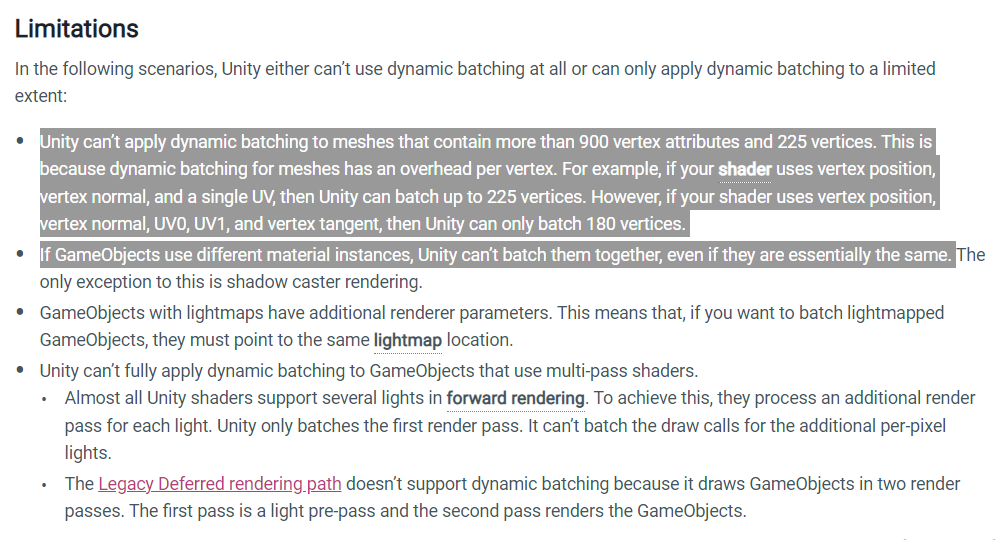 Limitations
In the following scenarios, Unity either can’t use dynamic batching at all or can only apply dynamic batching to a limited
extent:
• Unity can’t apply dynamic batching to meshes that contain more than 900 vertex attributes and 225 vertices. This is
because dynamic batching for meshes has an overhead per vertex. For example, if your shader uses vertex position,
vertex normal, and a single UV, then Unity can batch up to 225 vertices. However, if your shader uses vertex position,
vertex normal, UV0, UV1, and vertex tangent, then Unity can only batch 180 vertices.
• If GameObjects use different material instances, Unity can’t batch them together, even if they are essentially the same. The
only exception to this is shadow caster rendering.
• GameObjects with lightmaps have additional renderer parameters. This means that, if you want to batch lightmapped
GameObjects, they must point to the same lightmap location.
• Unity can’t fully apply dynamic batching to GameObjects that use multi-pass shaders.
• Almost all Unity shaders support several lights in forward rendering. To achieve this, they process an additional render
pass for each light. Unity only batches the first render pass. It can’t batch the draw calls for the additional per-pixel
lights.
• The Legacy Deferred rendering path doesn’t support dynamic batching because it draws GameObjects in two render
passes. The first pass is a light pre-pass and the second pass renders the GameObjects.